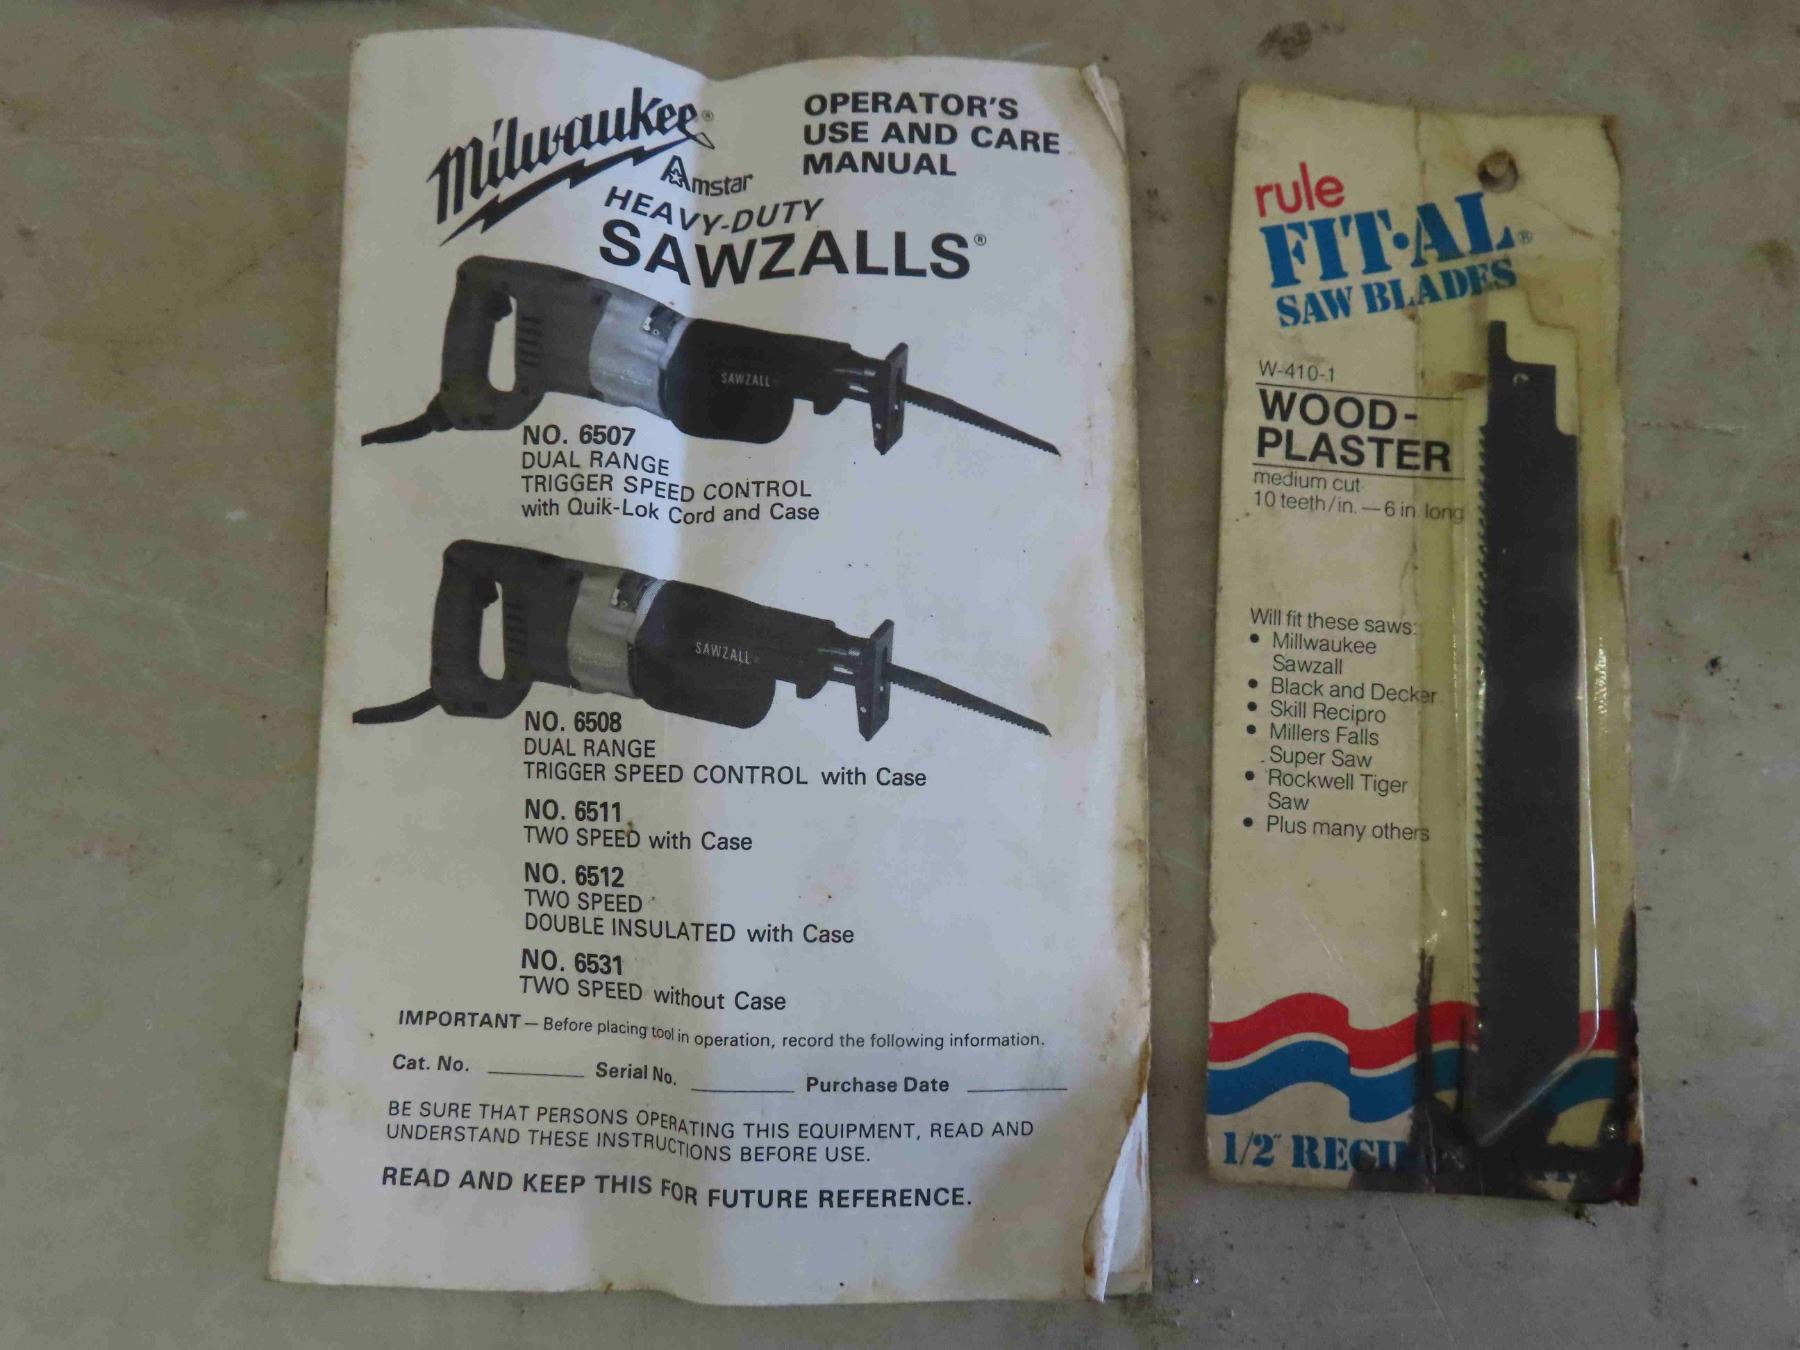 Milwaukee®
Amstar
OPERATOR'S
USE AND CARE
MANUAL
HEAVY-DUTY
SAWZALLS®
SAWZALL
NO. 6507
DUAL RANGE
TRIGGER SPEED CONTROL
with Quik-Lok Cord and Case
SAWZALL
NO. 6508
DUAL RANGE
TRIGGER SPEED CONTROL with Case
NO. 6511
TWO SPEED with Case
NO. 6512
TWO SPEED
DOUBLE INSULATED with Case
NO. 6531
TWO SPEED without Case
IMPORTANT — Before placing tool in operation, record the following information.
Cat. No. Serial No. Purchase Date
BE SURE THAT PERSONS OPERATING THIS EQUIPMENT, READ AND
UNDERSTAND THESE INSTRUCTIONS BEFORE USE.
READ AND KEEP THIS FOR FUTURE REFERENCE.
rule
FIT·AL®
SAW BLADES
W-410-1
WOOD-
PLASTER
medium cut
10 teeth/in. — 6 in long
Will fit these saws:
• Millwaukee
Sawzall
• Black and Decker
• Skill Recipro
• Millers Falls
Super Saw
• Rockwell Tiger
Saw
• Plus many others
1/2"